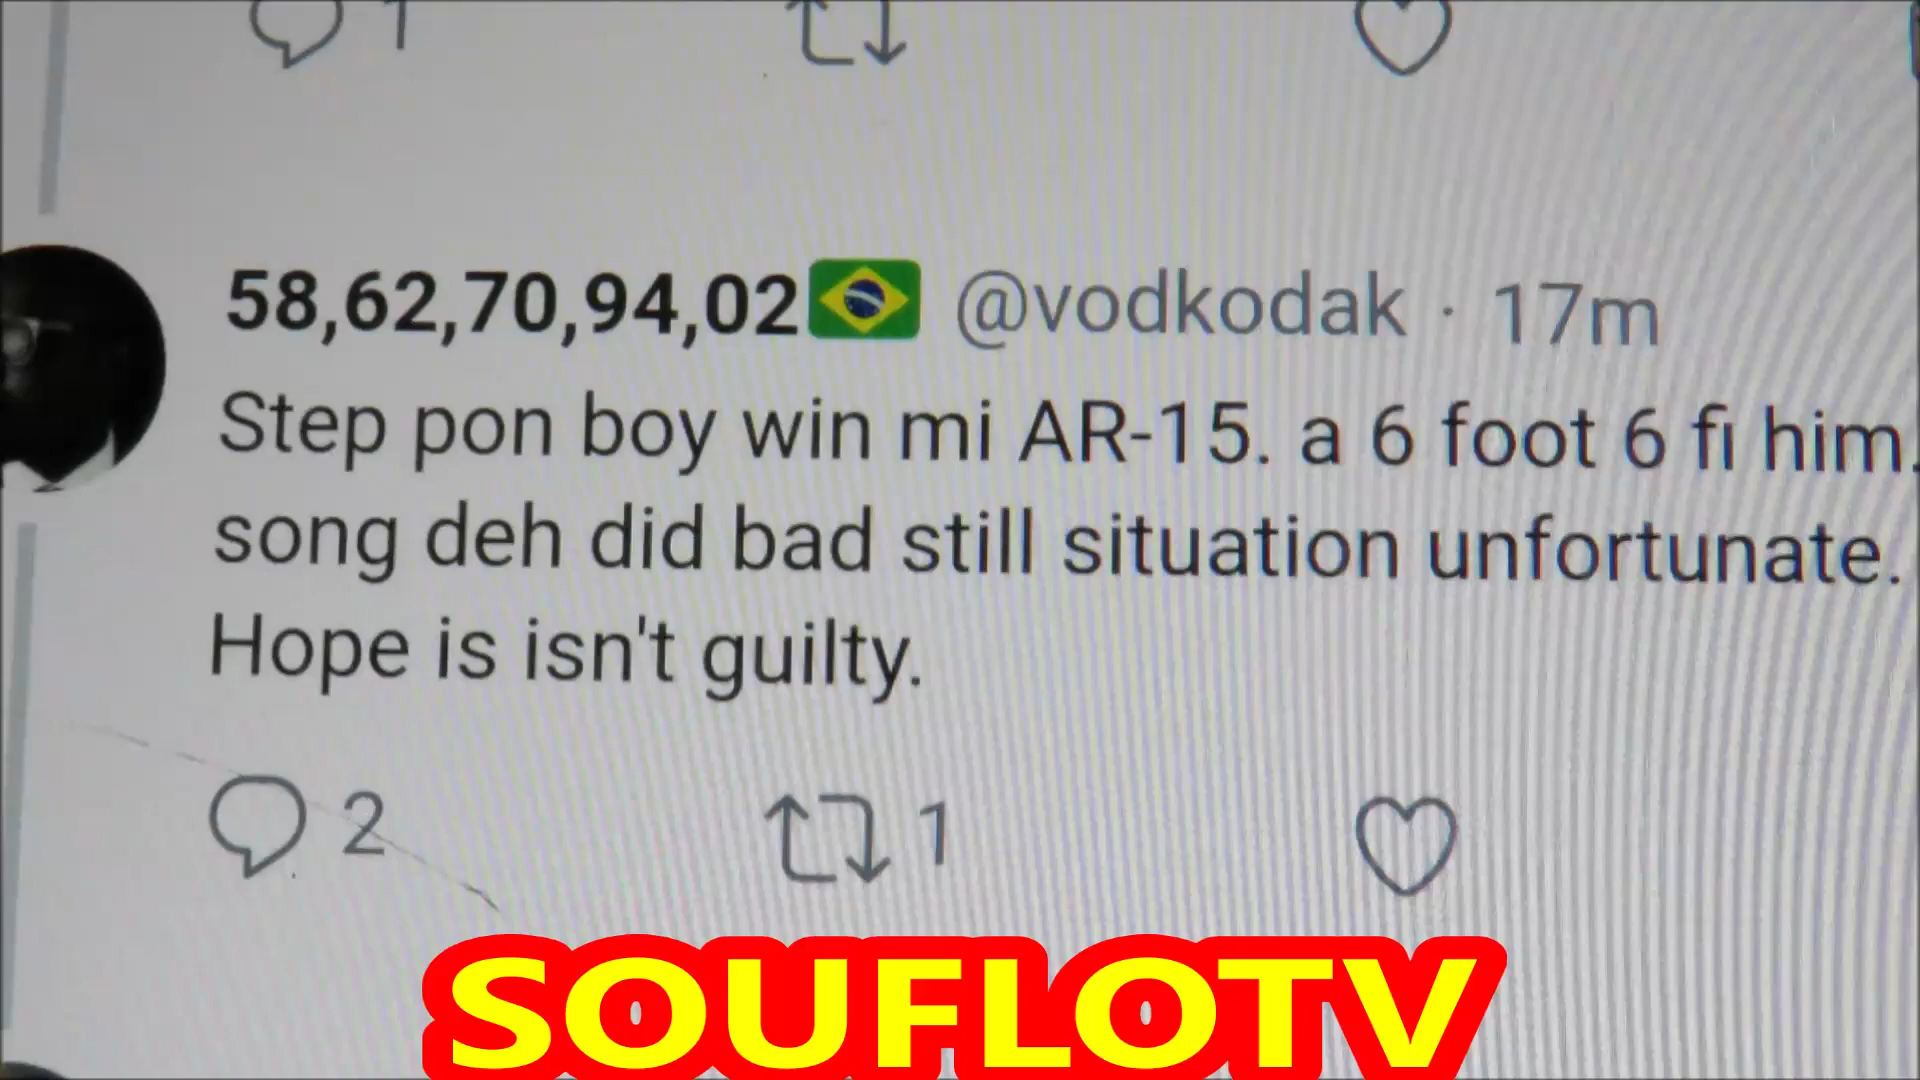 1
58,62,70,94,02🇧🇷 @vodkodak · 17m
Step pon boy win mi AR-15. a 6 foot 6 fi him.
song deh did bad still situation unfortunate.
Hope is isn't guilty.
2 1
SOUFLOTV